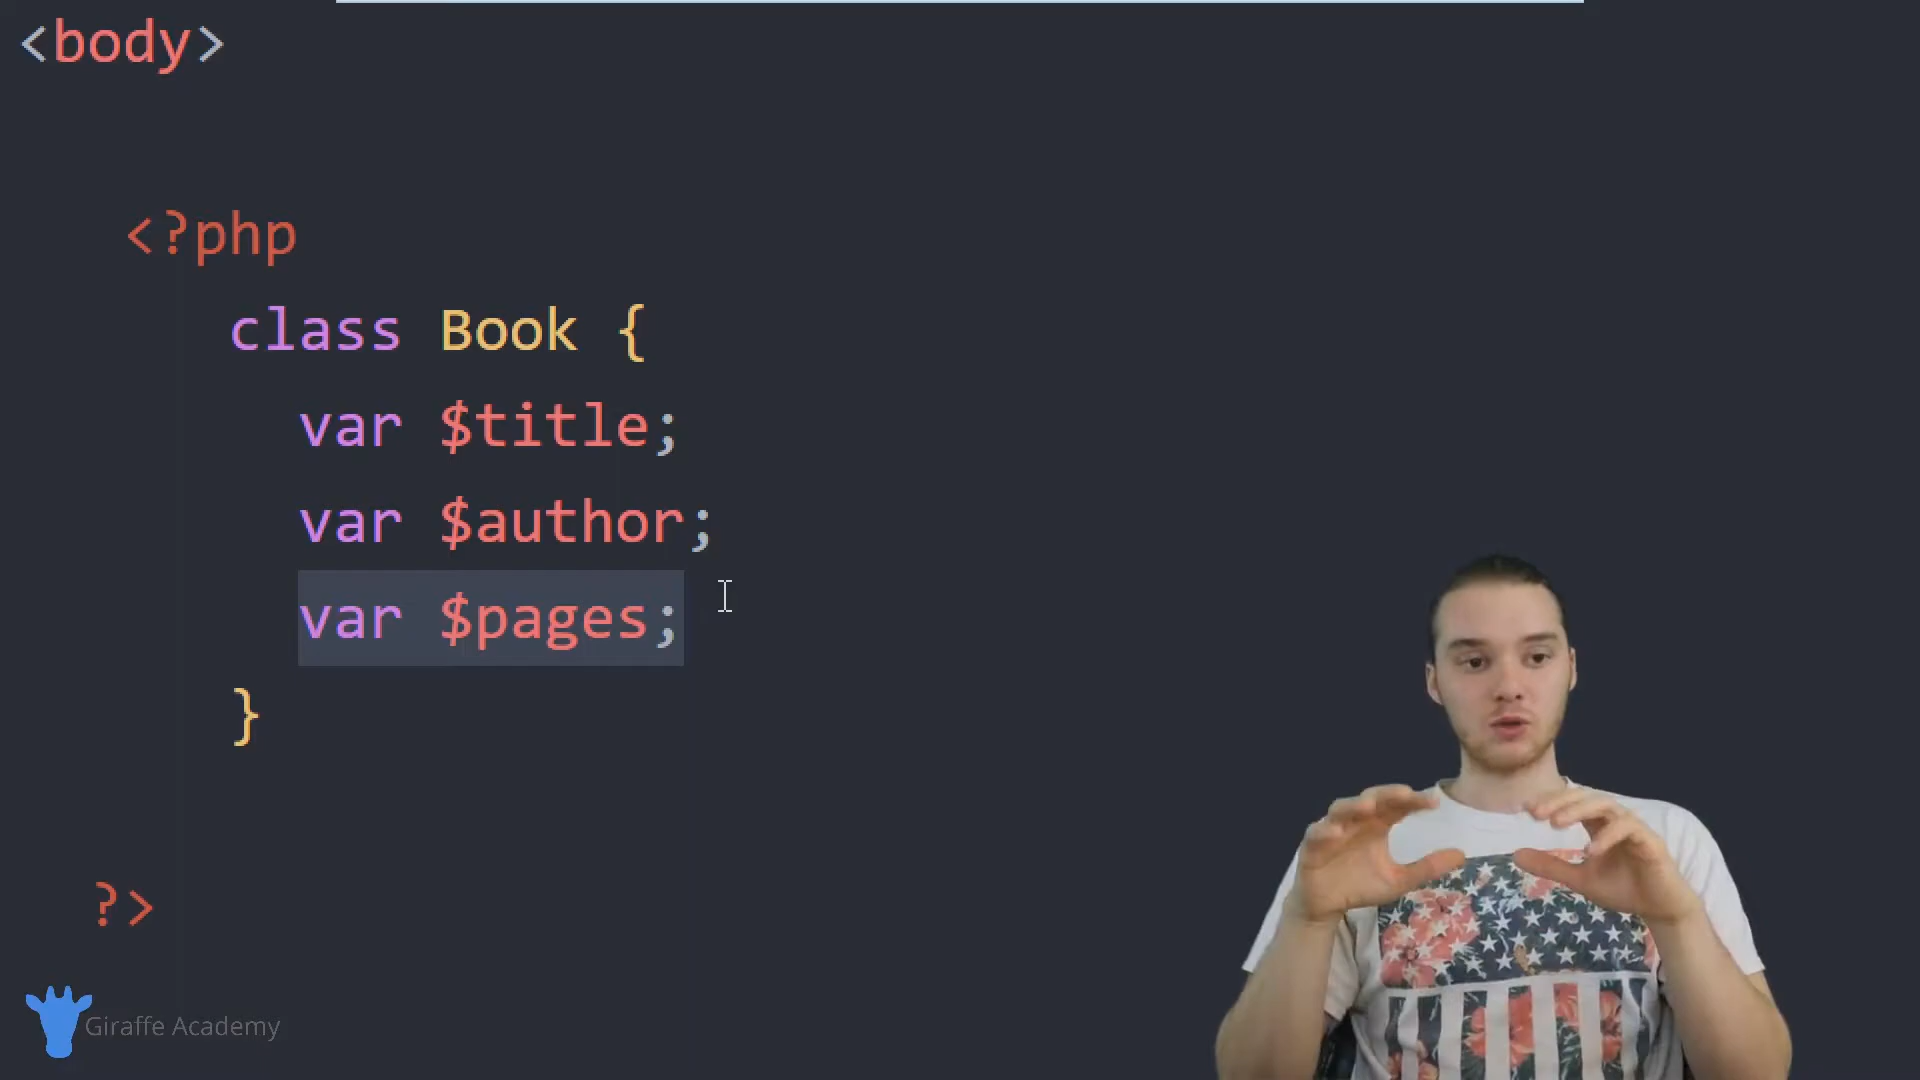 <body>
<?php
class Book {
var $title;
var $author;
var $pages;
}
?>
Giraffe Academy